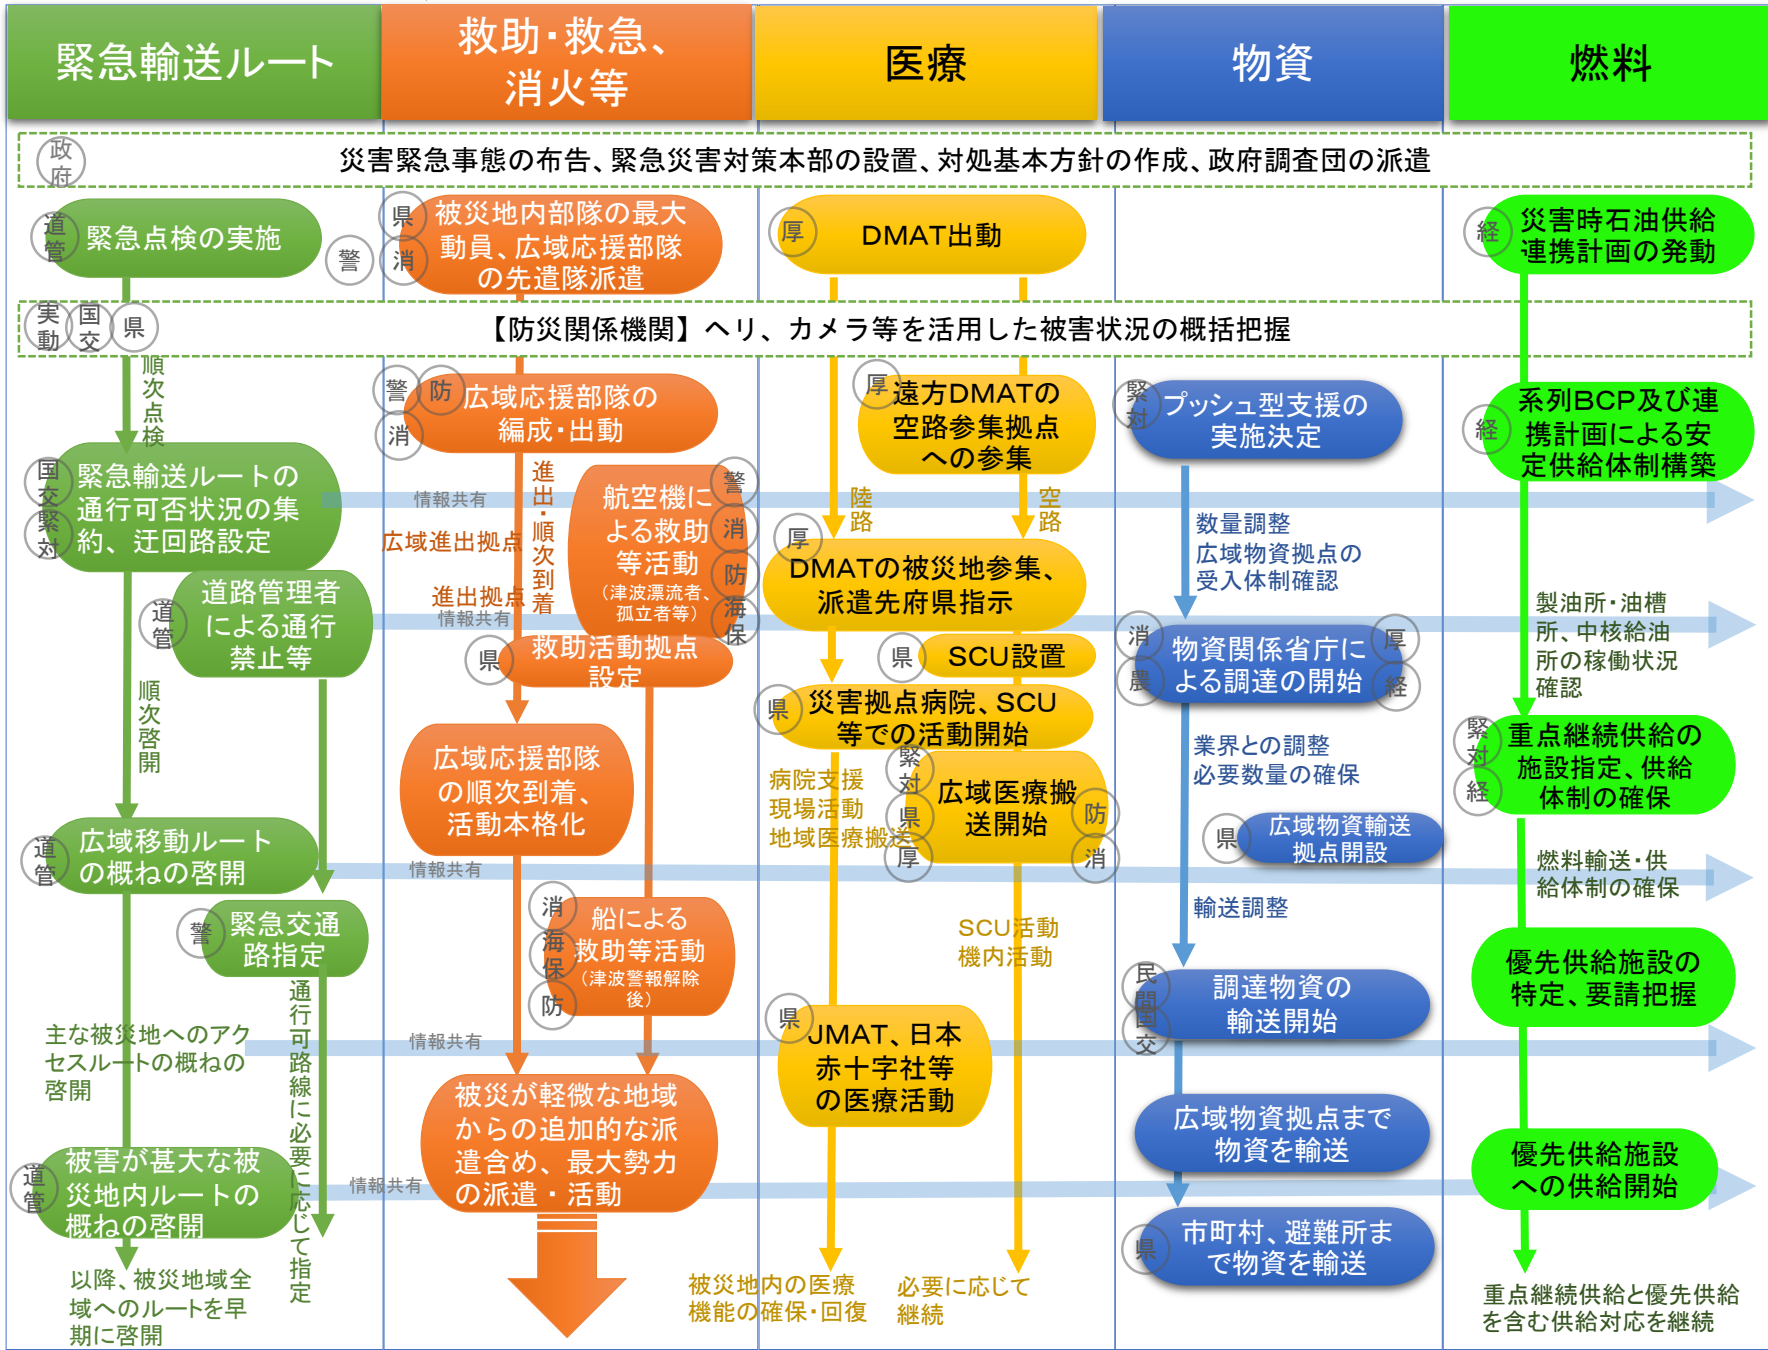 緊急輸送ルート
救助・救急、
消火等
医療
物資
燃料
政
府
災害緊急事態の布告、緊急災害対策本部の設置、対処基本方針の作成、政府調査団の派遣
道
管
緊急点検の実施
県
警
消
被災地内部隊の最大
動員、広域応援部隊
の先遣隊派遣
厚
DMAT出動
経
災害時石油供給
連携計画の発動
実
動
国
交
県
【防災関係機関】ヘリ、カメラ等を活用した被害状況の概括把握
順次点検
国
交
緊
対
緊急輸送ルートの
通行可否状況の集
約、迂回路設定
情報共有
道
管
道路管理者
による通行
禁止等
情報共有
順次啓開
道
管
広域移動ルート
の概ねの啓開
情報共有
警
緊急交通
路指定
主な被災地へのアク
セスルートの概ねの
啓開
情報共有
通行可路線に必要に応じて指定
道
管
被害が甚大な被
災地内ルートの
概ねの啓開
情報共有
以降、被災地域全
域へのルートを早
期に啓開
警
防
消
広域応援部隊の
編成・出動
進出・順次到着
広域進出拠点
進出拠点
警
消
防
海
保
航空機に
よる救助
等活動
（津波漂流者、
孤立者等）
県
救助活動拠点
設定
広域応援部隊
の順次到着、
活動本格化
消
海
保
防
船による
救助等活動
（津波警報解除
後）
被災が軽微な地域
からの追加的な派
遣含め、最大勢力
の派遣・活動
厚
遠方DMATの
空路参集拠点
への参集
陸路
空路
厚
DMATの被災地参集、
派遣先府県指示
県
SCU設置
県
災害拠点病院、SCU
等での活動開始
病院支援
現場活動
地域医療搬送
緊
対
県
厚
防
消
広域医療搬
送開始
SCU活動
機内活動
県
JMAT、日本
赤十字社等
の医療活動
被災地内の医療
機能の確保・回復
必要に応じて
継続
緊
対
プッシュ型支援の
実施決定
数量調整
広域物資拠点の
受入体制確認
消
農
厚
経
物資関係省庁に
よる調達の開始
業界との調整
必要数量の確保
県
広域物資輸送
拠点開設
輸送調整
民
間
国
交
調達物資の
輸送開始
広域物資拠点まで
物資を輸送
県
市町村、避難所ま
で物資を輸送
経
系列BCP及び連
携計画による安
定供給体制構築
製油所・油槽
所、中核給油
所の稼働状況
確認
緊
対
経
重点継続供給の
施設指定、供給
体制の確保
燃料輸送・供
給体制の確保
優先供給施設の
特定、要請把握
優先供給施設
への供給開始
重点継続供給と優先供給
を含む供給対応を継続